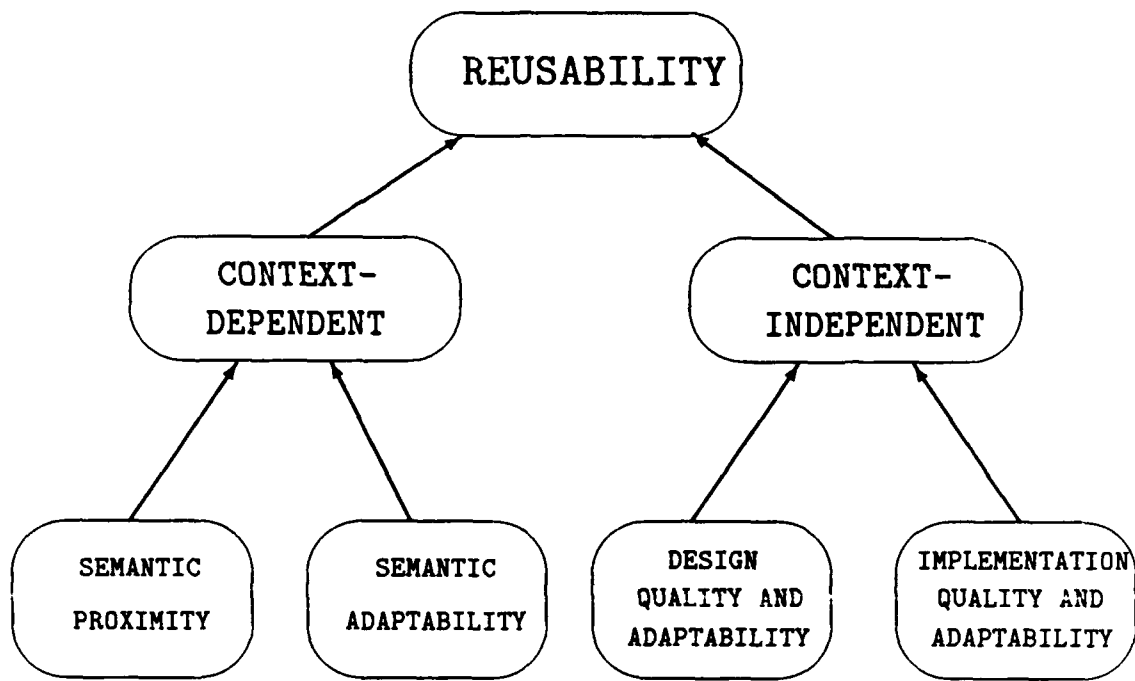 REUSABILITY
CONTEXT-
DEPENDENT
CONTEXT-
INDEPENDENT
SEMANTIC
PROXIMITY
SEMANTIC
ADAPTABILITY
DESIGN
QUALITY AND
ADAPTABILITY
IMPLEMENTATION
QUALITY AND
ADAPTABILITY